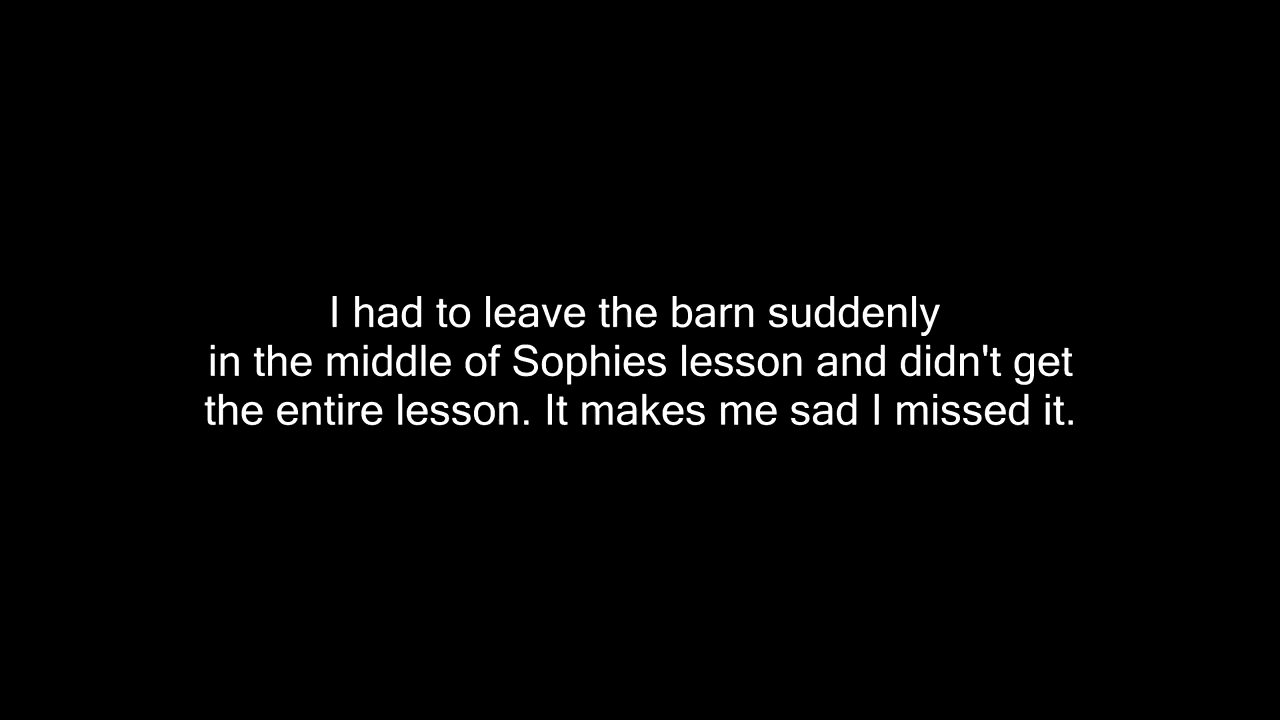 I had to leave the barn suddenly
in the middle of Sophies lesson and didn't get
the entire lesson. It makes me sad I missed it.